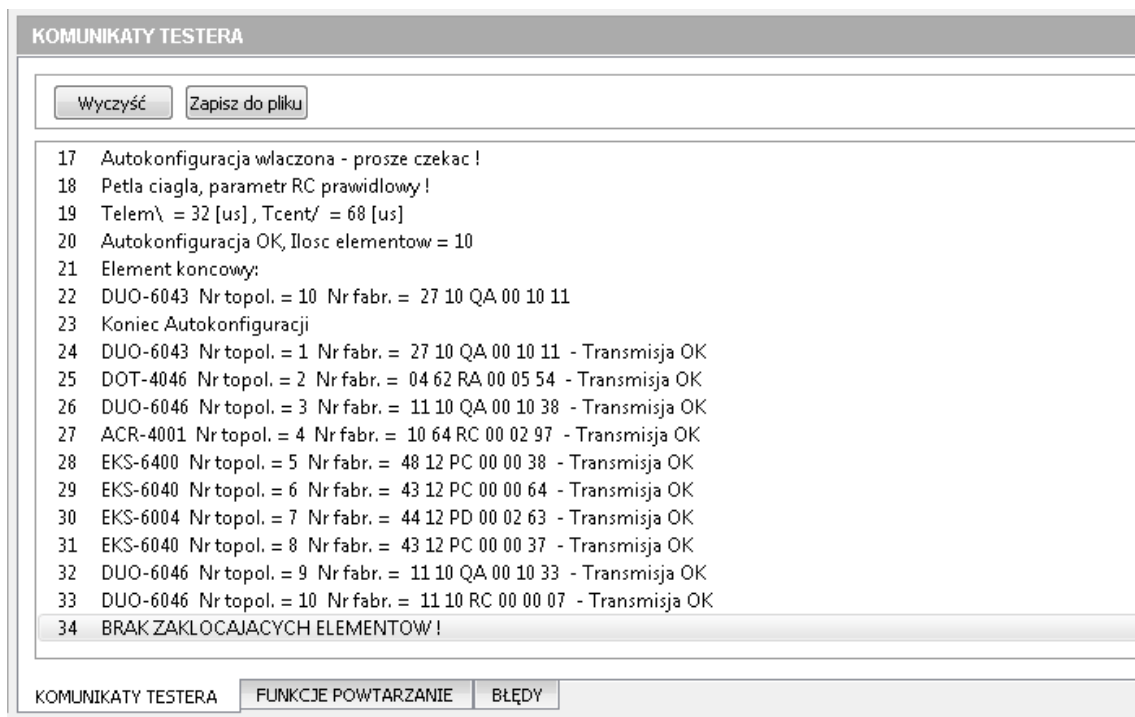 KOMUNIKATY TESTERA
Wyczyść Zapisz do pliku
17 Autokonfiguracja wlaczona - prosze czekac !
18 Petla ciagla, parametr RC prawidlowy !
19 Telem\ = 32 [us] , Tcent/ = 68 [us]
20 Autokonfiguracja OK, Ilosc elementow = 10
21 Element koncowy:
22 DUO-6043 Nr topol. = 10 Nr fabr. = 27 10 QA 00 10 11
23 Koniec Autokonfiguracji
24 DUO-6043 Nr topol. = 1 Nr fabr. = 27 10 QA 00 10 11 - Transmisja OK
25 DOT-4046 Nr topol. = 2 Nr fabr. = 04 62 RA 00 05 54 - Transmisja OK
26 DUO-6046 Nr topol. = 3 Nr fabr. = 11 10 QA 00 10 38 - Transmisja OK
27 ACR-4001 Nr topol. = 4 Nr fabr. = 10 64 RC 00 02 97 - Transmisja OK
28 EKS-6400 Nr topol. = 5 Nr fabr. = 48 12 PC 00 00 38 - Transmisja OK
29 EKS-6040 Nr topol. = 6 Nr fabr. = 43 12 PC 00 00 64 - Transmisja OK
30 EKS-6004 Nr topol. = 7 Nr fabr. = 44 12 PD 00 02 63 - Transmisja OK
31 EKS-6040 Nr topol. = 8 Nr fabr. = 43 12 PC 00 00 37 - Transmisja OK
32 DUO-6046 Nr topol. = 9 Nr fabr. = 11 10 QA 00 10 33 - Transmisja OK
33 DUO-6046 Nr topol. = 10 Nr fabr. = 11 10 RC 00 00 07 - Transmisja OK
34 BRAK ZAKLOCAJACYCH ELEMENTOW !
KOMUNIKATY TESTERA FUNKCJE POWTARZANIE BŁĘDY